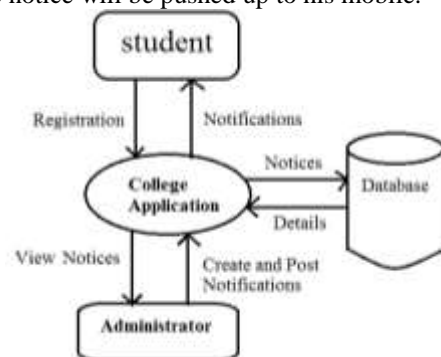 notice will be pushed up to his mobile.
student
Registration
Notifications
Notices
College
Application
Database
Details
View Notices
Create and Post
Notifications
Administrator